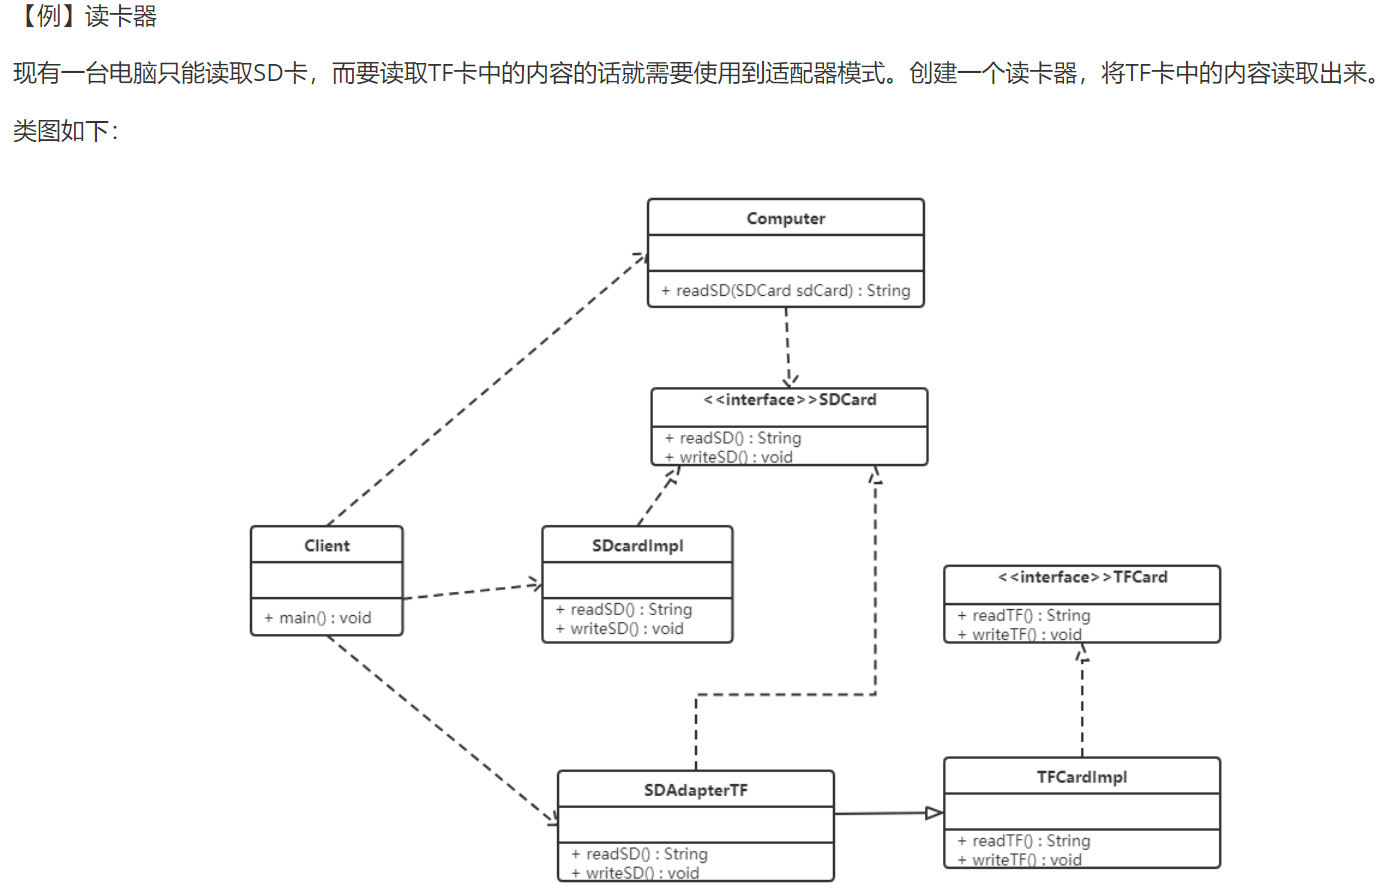 【例】读卡器
现有一台电脑只能读取SD卡，而要读取TF卡中的内容的话就需要使用到适配器模式。创建一个读卡器，将TF卡中的内容读取出来。
类图如下：
Computer
+ readSD(SDCard sdCard) : String
<<interface>>SDCard
+ readSD() : String
+ writeSD() : void
Client
+ main() : void
SDcardImpl
+ readSD() : String
+ writeSD() : void
<<interface>>TFCard
+ readTF() : String
+ writeTF() : void
SDAdapterTF
+ readSD() : String
+ writeSD() : void
TFCardImpl
+ readTF() : String
+ writeTF() : void